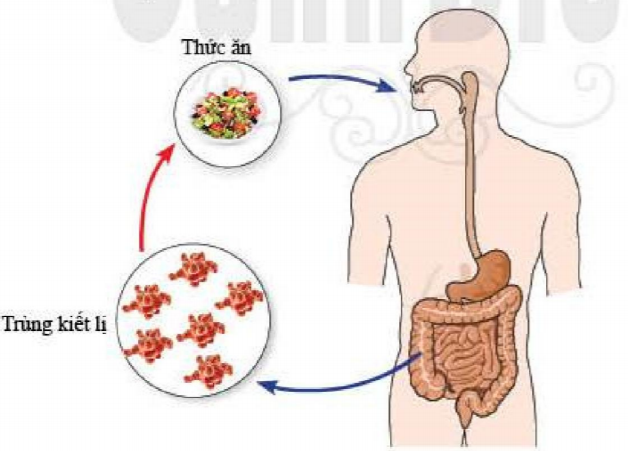 Thức ăn
Trùng kiết lị